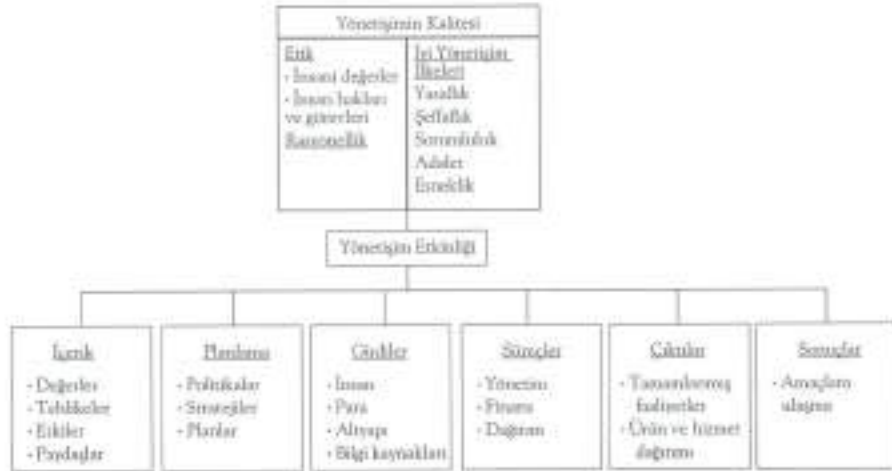 Yönetişimin Kalitesi
Etik
- İnsani değerler
- İnsan hakları
ve görevleri
Rasyonellik
İyi Yönetişim
İlkeleri
Yasallık
Şeffaflık
Sorumluluk
Adalet
Esneklik
Yönetişim Etkinliği
İçerik
- Değerler
- Tehlikeler
- Etkiler
- Paydaşlar
Planlama
- Politikalar
- Stratejiler
- Planlar
Girdiler
- İnsan
- Para
- Altyapı
- Bilgi kaynakları
Süreçler
- Yönetim
- Finans
- Dağıtım
Çıktılar
- Tamamlanmış
faaliyetler
- Ürün ve hizmet
dağıtımı
Sonuçlar
- Amaçlara
ulaşma